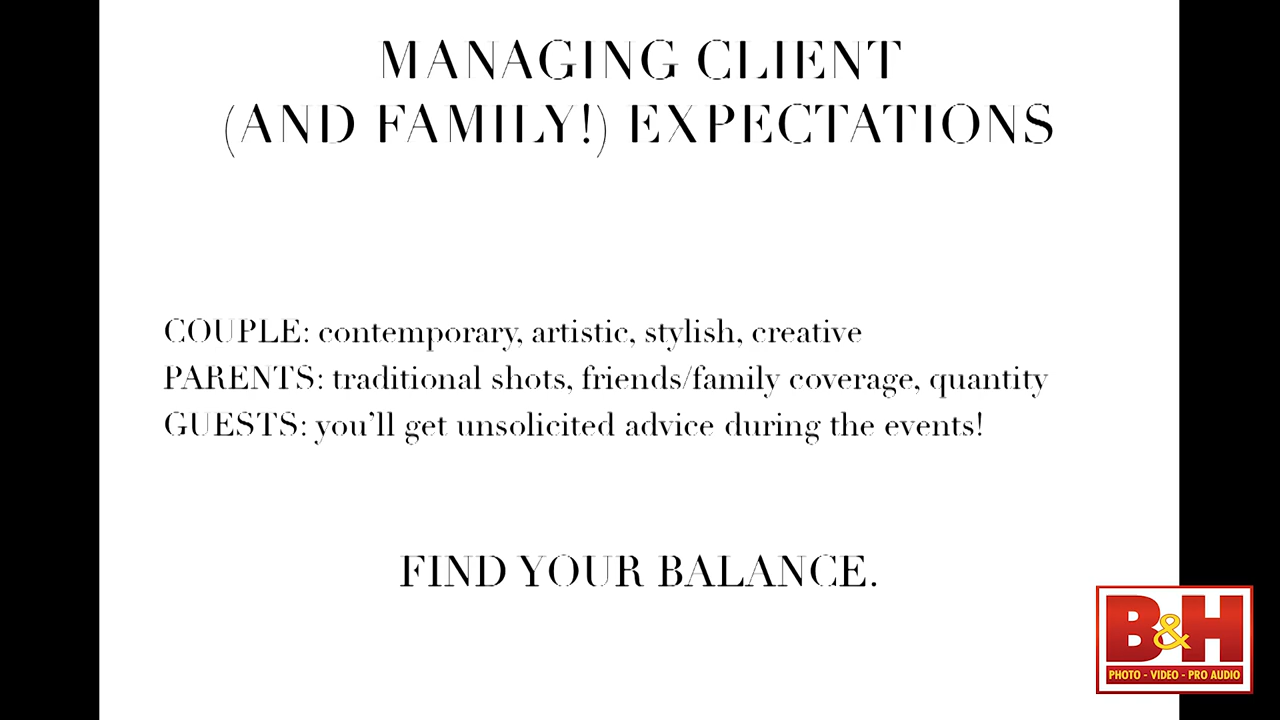 MANAGING CLIENT
(AND FAMILY!) EXPECTATIONS
COUPLE: contemporary, artistic, stylish, creative
PARENTS: traditional shots, friends/family coverage, quantity
GUESTS: you’ll get unsolicited advice during the events!
FIND YOUR BALANCE.
B&H
PHOTO - VIDEO - PRO AUDIO